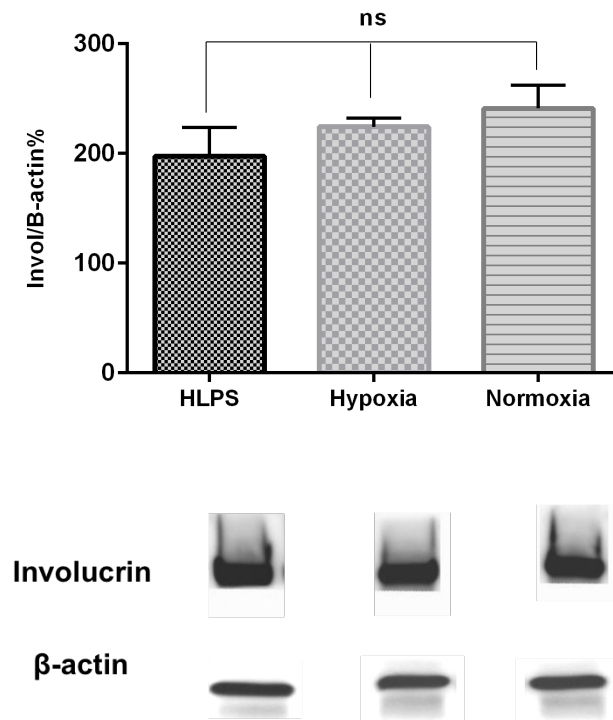 ns
300
200
100
0
Invol/B-actin%
HLPS Hypoxia Normoxia
Involucrin
β-actin